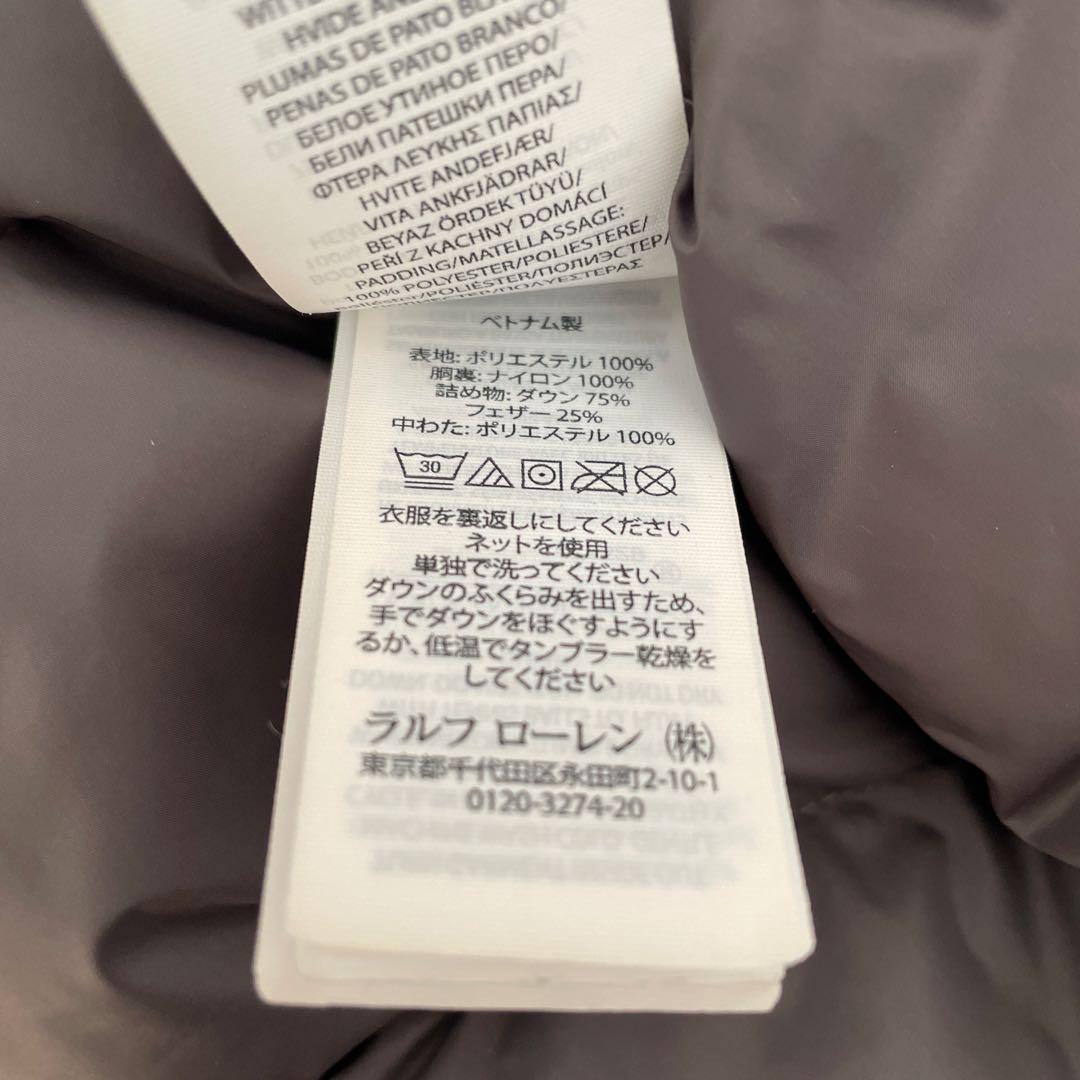 HVIDE
PLUMAS DE PATO
PENAS DE PATO BRANCO/
БЕЛОЕ УТИНОЕ ПЕРО/
БЕЛИ ПАТЕШКИ ПЕРА/
ΦΤΕΡΑ ΛΕΥΚΗΣ ΠΑΠΙΑΣ/
HVITE ANDEFJÆR/
VITA ANKFJÄDRAR/
BEYAZ ÖRDEK TÜYÜ/
PEŘÍ Z KACHNY DOMÁCÍ
PADDING/MATELLASSAGE:
100% POLYESTER/POLIESTERE/
POLIÉSTER/ПОЛИЭСТЕР/
ベトナム製
表地: ポリエステル 100%
胴裏: ナイロン 100%
詰め物: ダウン 75%
フェザー 25%
中わた: ポリエステル 100%
30
衣服を裏返しにしてください
ネットを使用
単独で洗ってください
ダウンのふくらみを出すため、
手でダウンをほぐすようにす
るか、低温でタンブラー乾燥を
してください
ラルフ ローレン ㈱
東京都千代田区永田町2-10-1
0120-3274-20